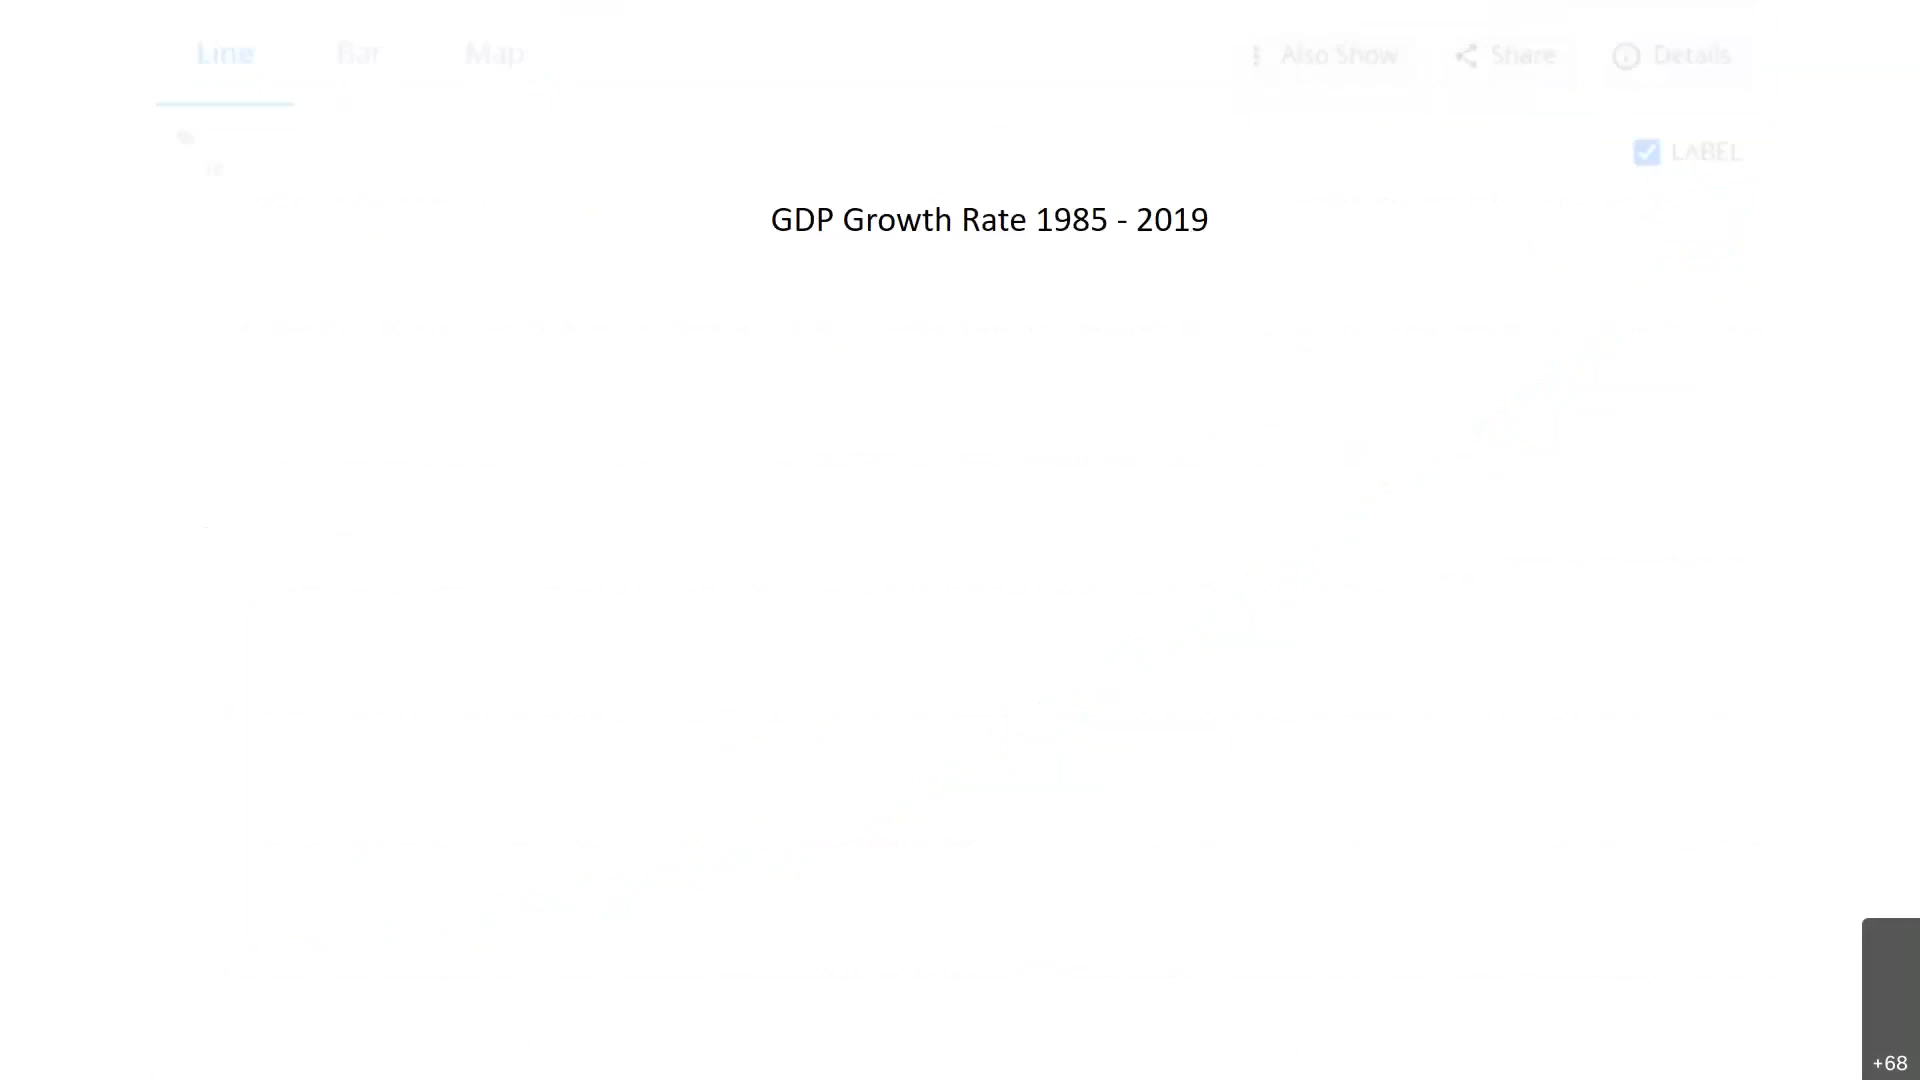 Line Bar Map Also Show Share Details
LABEL
GDP Growth Rate 1985 - 2019
+68